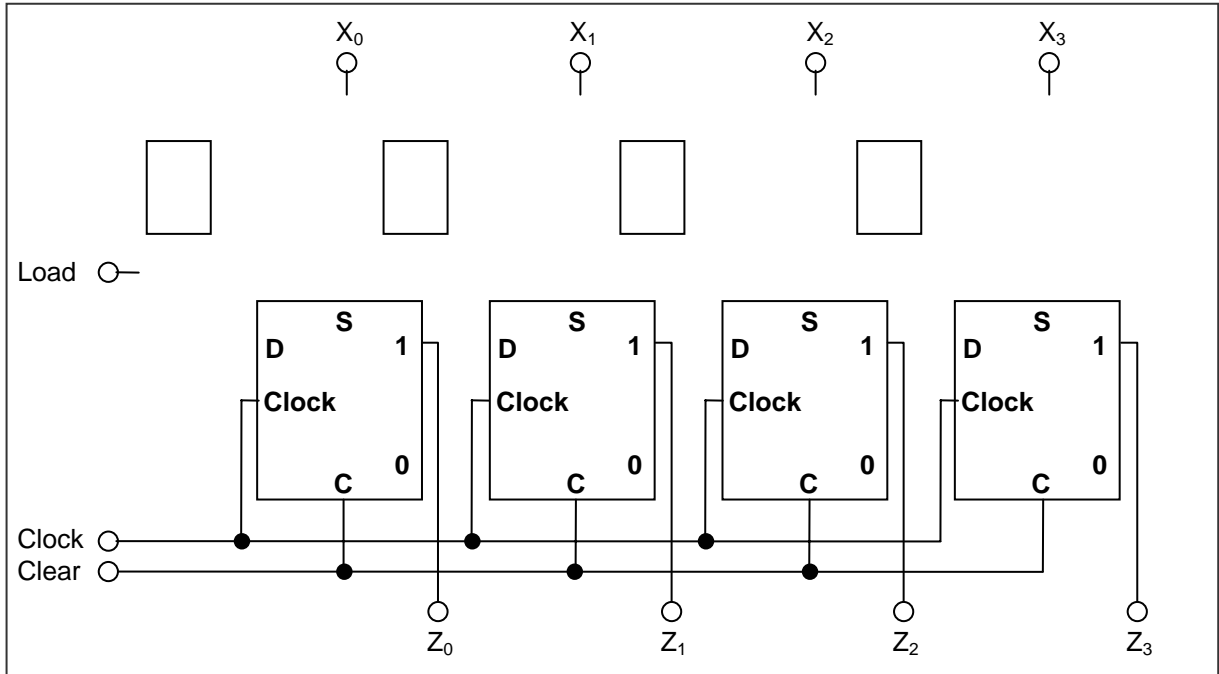 X₀ X₁ X₂ X₃
Load
S S S S
D 1 D 1 D 1 D 1
Clock Clock Clock Clock
0 0 0 0
C C C C
Clock
Clear
Z₀ Z₁ Z₂ Z₃